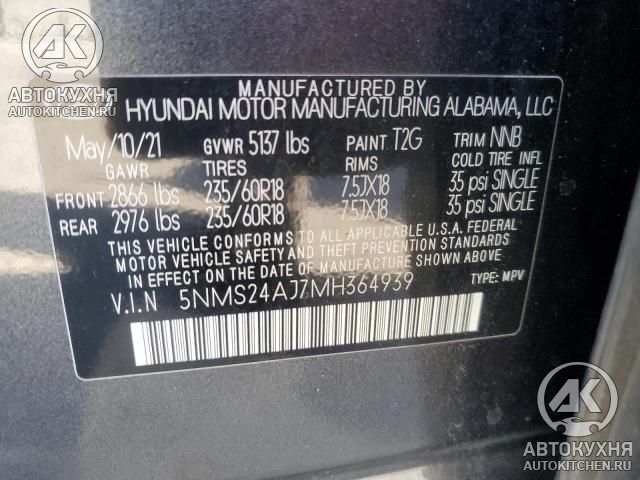 АВТОКУХНЯ
AUTOKITCHEN.RU
MANUFACTURED BY
HYUNDAI MOTOR MANUFACTURING ALABAMA, LLC
May/10/21 GVWR 5137 lbs PAINT T2G TRIM NNB
GAWR TIRES RIMS COLD TIRE INFL
FRONT 2866 lbs 235/60R18 7.5JX18 35 psi SINGLE
REAR 2976 lbs 235/60R18 7.5JX18 35 psi SINGLE
THIS VEHICLE CONFORMS TO ALL APPLICABLE U.S.A. FEDERAL
MOTOR VEHICLE SAFETY AND THEFT PREVENTION STANDARDS
IN EFFECT ON THE DATE OF MANUFACTURE SHOWN ABOVE.
V.I.N 5NMS24AJ7MH364939 TYPE: MPV
АВТОКУХНЯ
AUTOKITCHEN.RU